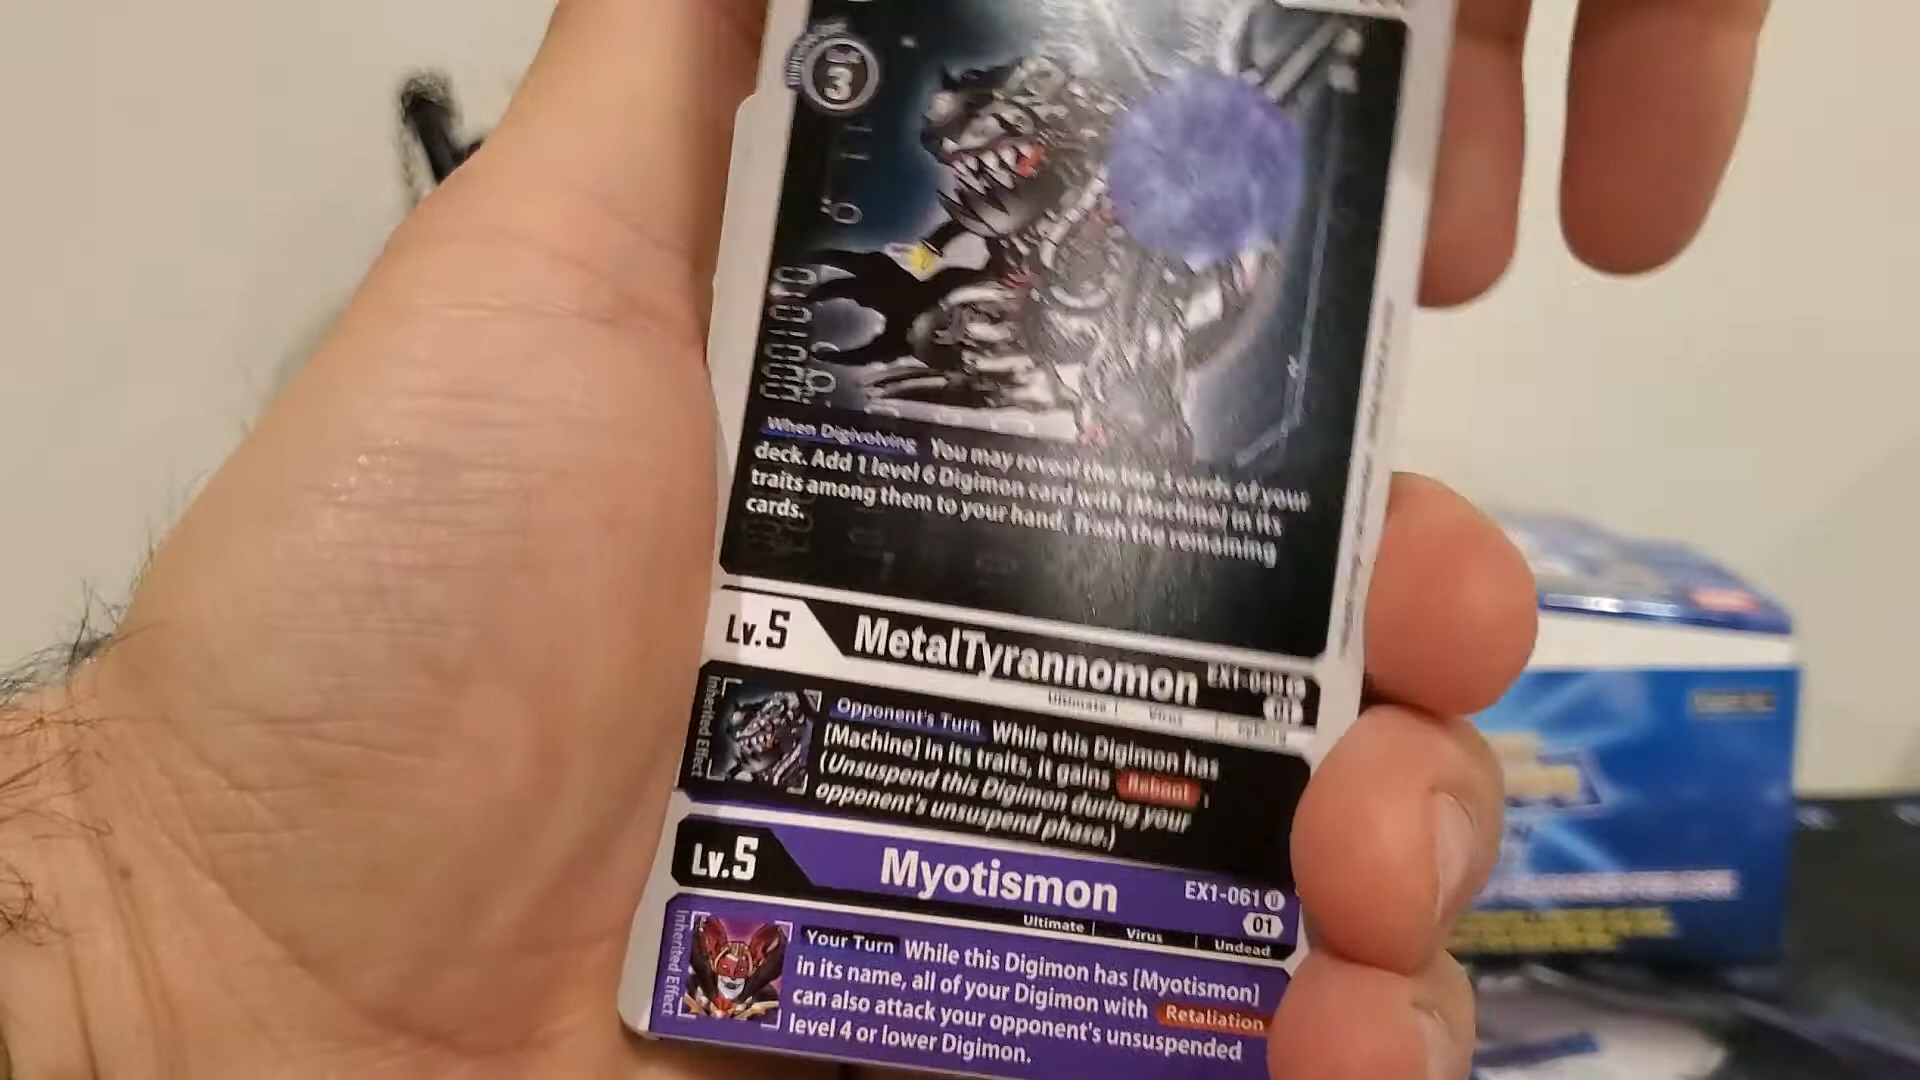 3
When Digivolving You may reveal the top 3 cards of your
deck. Add 1 level 6 Digimon card with [Machine] in its
traits among them to your hand. Trash the remaining
cards.
Lv.5 MetalTyrannomon EX1-049
01
Ultimate | Virus | Cyborg
Inherited Effect
Opponent's Turn While this Digimon has
[Machine] in its traits, it gains Reboot.
(Unsuspend this Digimon during your
opponent's unsuspend phase.)
Lv.5 Myotismon EX1-061 U
01
Ultimate | Virus | Undead
Inherited Effect
Your Turn While this Digimon has [Myotismon]
in its name, all of your Digimon with Retaliation
can also attack your opponent's unsuspended
level 4 or lower Digimon.